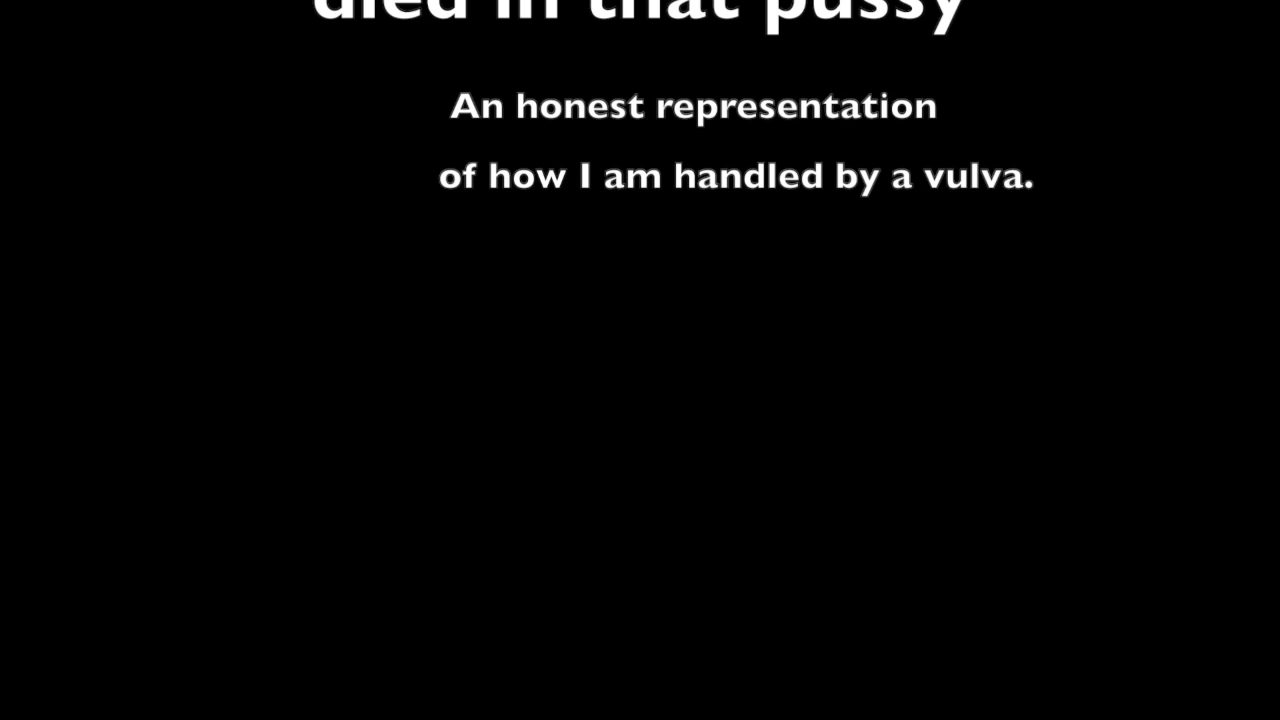 died in that pussy
An honest representation
of how I am handled by a vulva.